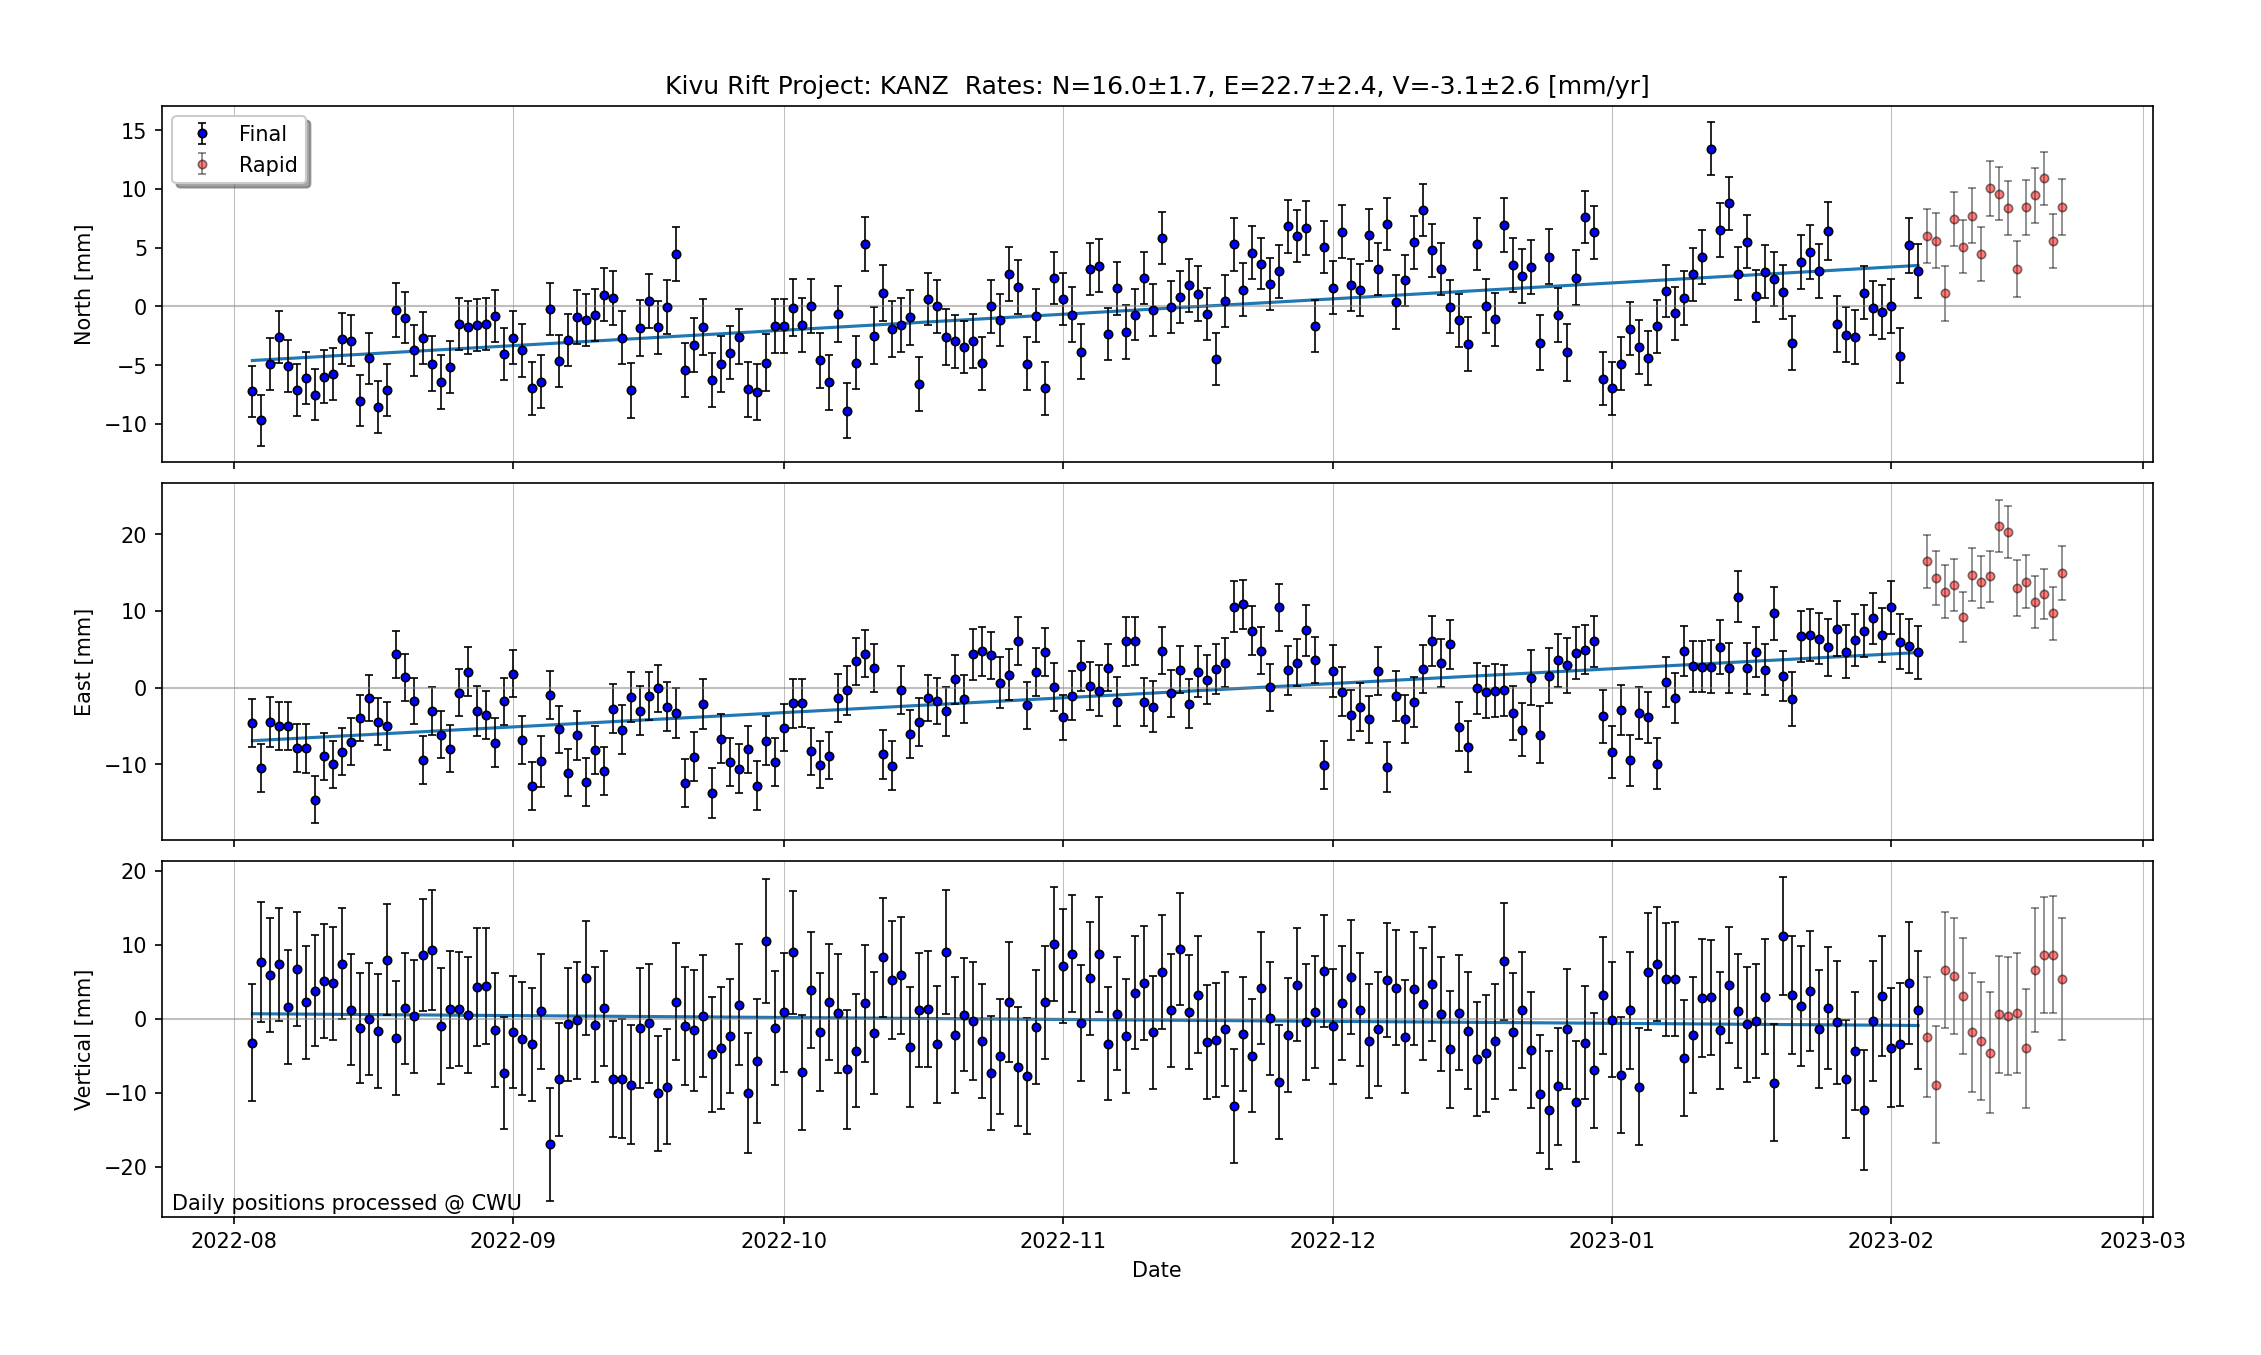 Kivu Rift Project: KANZ  Rates: N=16.0±1.7, E=22.7±2.4, V=-3.1±2.6 [mm/yr]
Final
Rapid
North [mm]
15
10
5
0
−5
−10
East [mm]
20
10
0
−10
Vertical [mm]
20
10
0
−10
−20
Daily positions processed @ CWU
2022-08 2022-09 2022-10 2022-11 2022-12 2023-01 2023-02 2023-03
Date